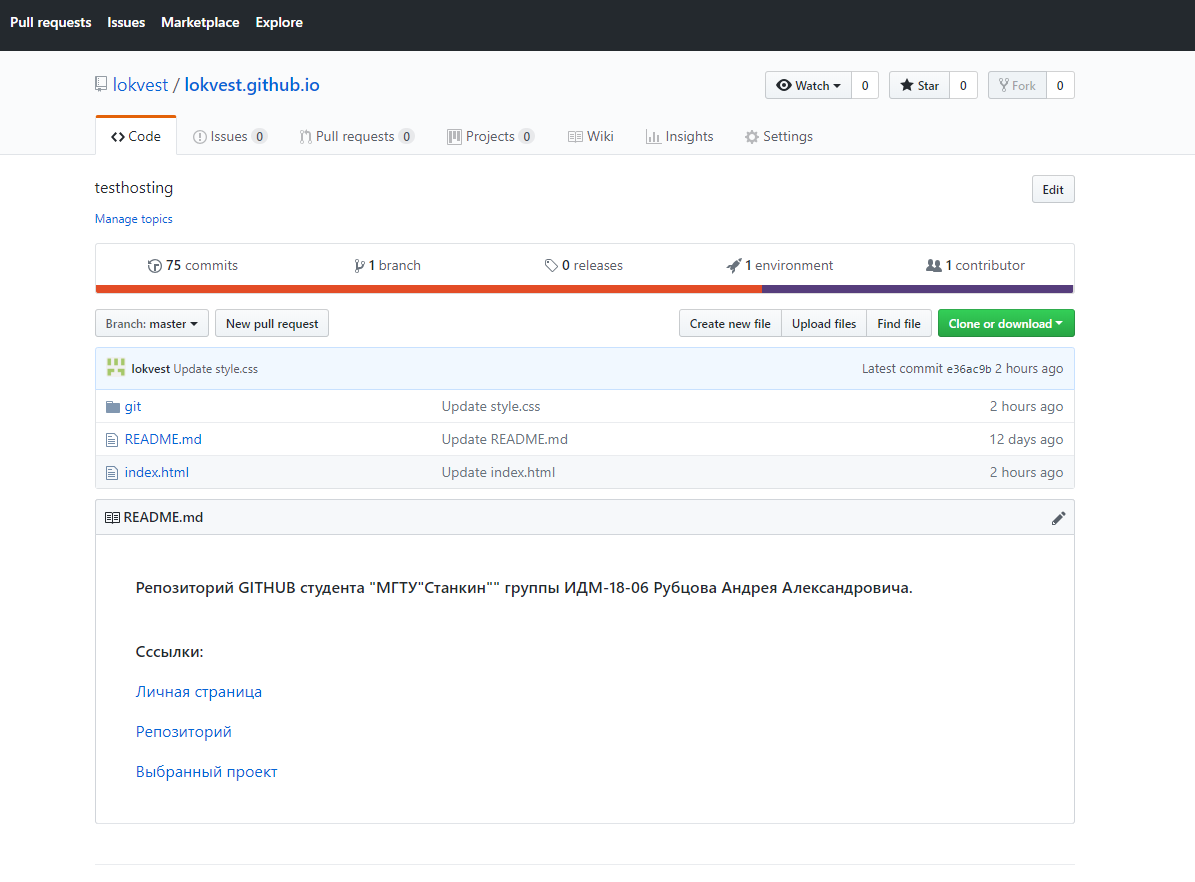 Pull requests Issues Marketplace Explore
lokvest / lokvest.github.io
Watch 0 Star 0 Fork 0
Code Issues 0 Pull requests 0 Projects 0 Wiki Insights Settings
testhosting
Edit
Manage topics
75 commits 1 branch 0 releases 1 environment 1 contributor
Branch: master New pull request Create new file Upload files Find file Clone or download
lokvest Update style.css Latest commit e36ac9b 2 hours ago
git Update style.css 2 hours ago
README.md Update README.md 12 days ago
index.html Update index.html 2 hours ago
README.md
Репозиторий GITHUB студента "МГТУ"Станкин"" группы ИДМ-18-06 Рубцова Андрея Александровича.
Сссылки:
Личная страница
Репозиторий
Выбранный проект